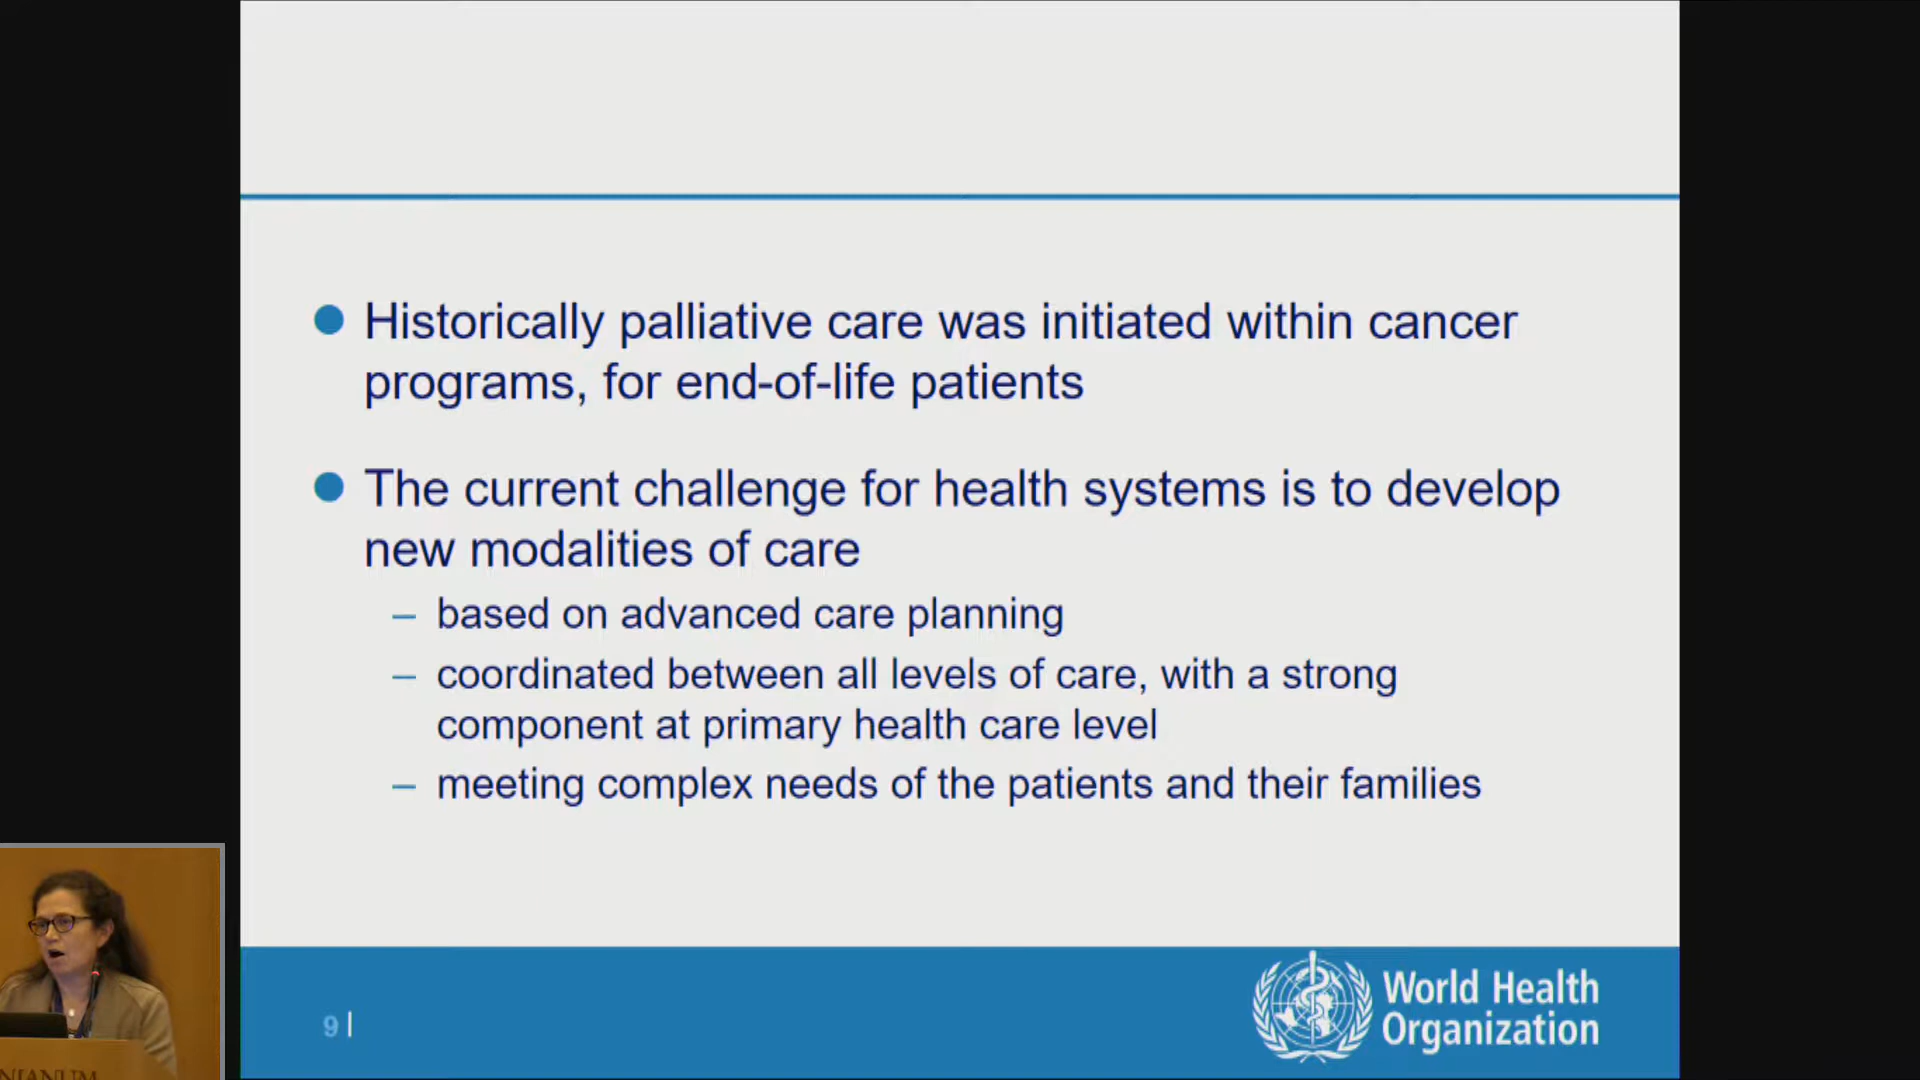 Historically palliative care was initiated within cancer
programs, for end-of-life patients
The current challenge for health systems is to develop
new modalities of care
– based on advanced care planning
– coordinated between all levels of care, with a strong
component at primary health care level
– meeting complex needs of the patients and their families
9 |
World Health
Organization